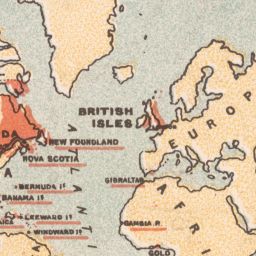 BRITISH
ISLES
EUROP
DA
NEW FOUNDLAND
NOVA SCOTIA
A
BERMUDA Iˢ
BAHAMA Iˢ
LEEWARD Iˢ
WINDWARD Iˢ
ATLANTI
GIBRALTAR
AFRI
GAMBIA R.
GOLD